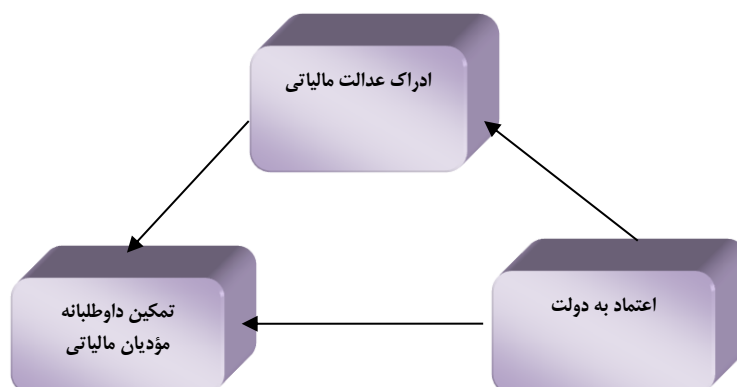 ادراک عدالت مالیاتی
اعتماد به دولت
تمکین داوطلبانه
مؤدیان مالیاتی